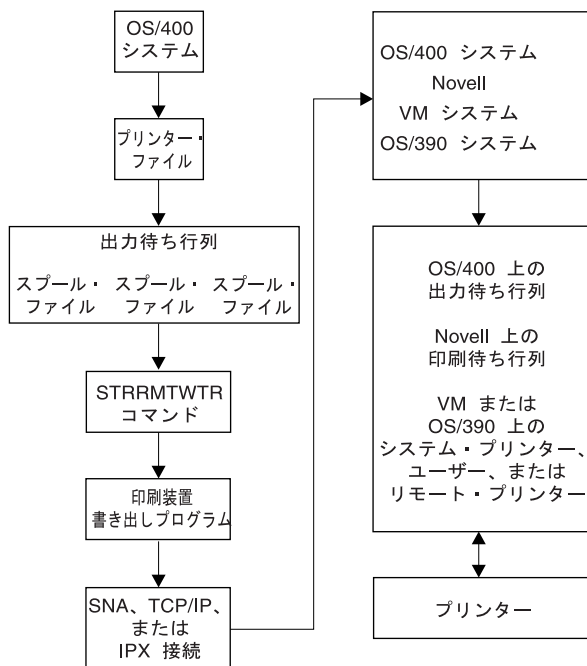 OS/400
システム
プリンター・
ファイル
出力待ち行列
スプール・ スプール・ スプール・
ファイル ファイル ファイル
STRRMTWTR
コマンド
印刷装置
書き出しプログラム
SNA、TCP/IP、
または
IPX 接続
OS/400 システム
Novell
VM システム
OS/390 システム
OS/400 上の
出力待ち行列
Novell 上の
印刷待ち行列
VM または
OS/390 上の
システム・プリンター、
ユーザー、または
リモート・プリンター
プリンター